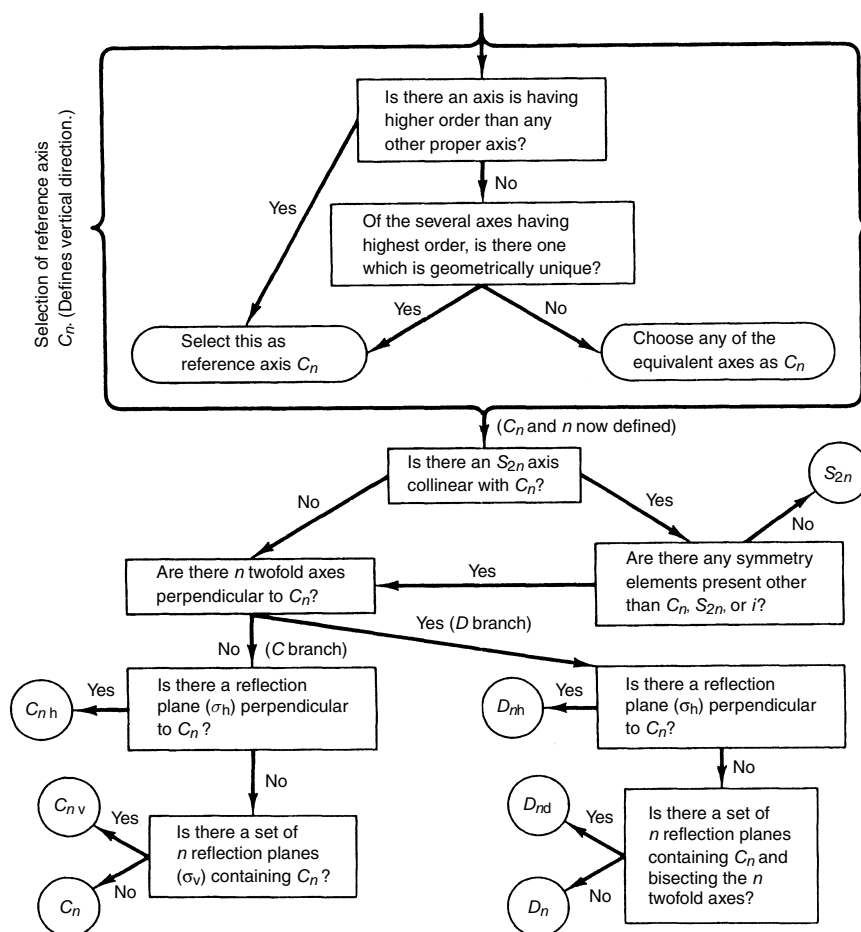 Selection of reference axis
Cn. (Defines vertical direction.)
Is there an axis is having
higher order than any
other proper axis?
Yes
No
Of the several axes having
highest order, is there one
which is geometrically unique?
Yes
No
Select this as
reference axis Cn
Choose any of the
equivalent axes as Cn
(Cn and n now defined)
Is there an S2n axis
collinear with Cn?
No
Yes
S2n
No
Are there any symmetry
elements present other
than Cn, S2n, or i?
Yes
Are there n twofold axes
perpendicular to Cn?
No
(C branch)
Yes (D branch)
Is there a reflection
plane (σh) perpendicular
to Cn?
Yes
Cn h
Is there a reflection
plane (σh) perpendicular
to Cn?
Yes
Dnh
No
No
Cn v
Yes
Is there a set of
n reflection planes
(σv) containing Cn?
No
Cn
Dnd
Yes
Is there a set of
n reflection planes
containing Cn and
bisecting the n
twofold axes?
No
Dn